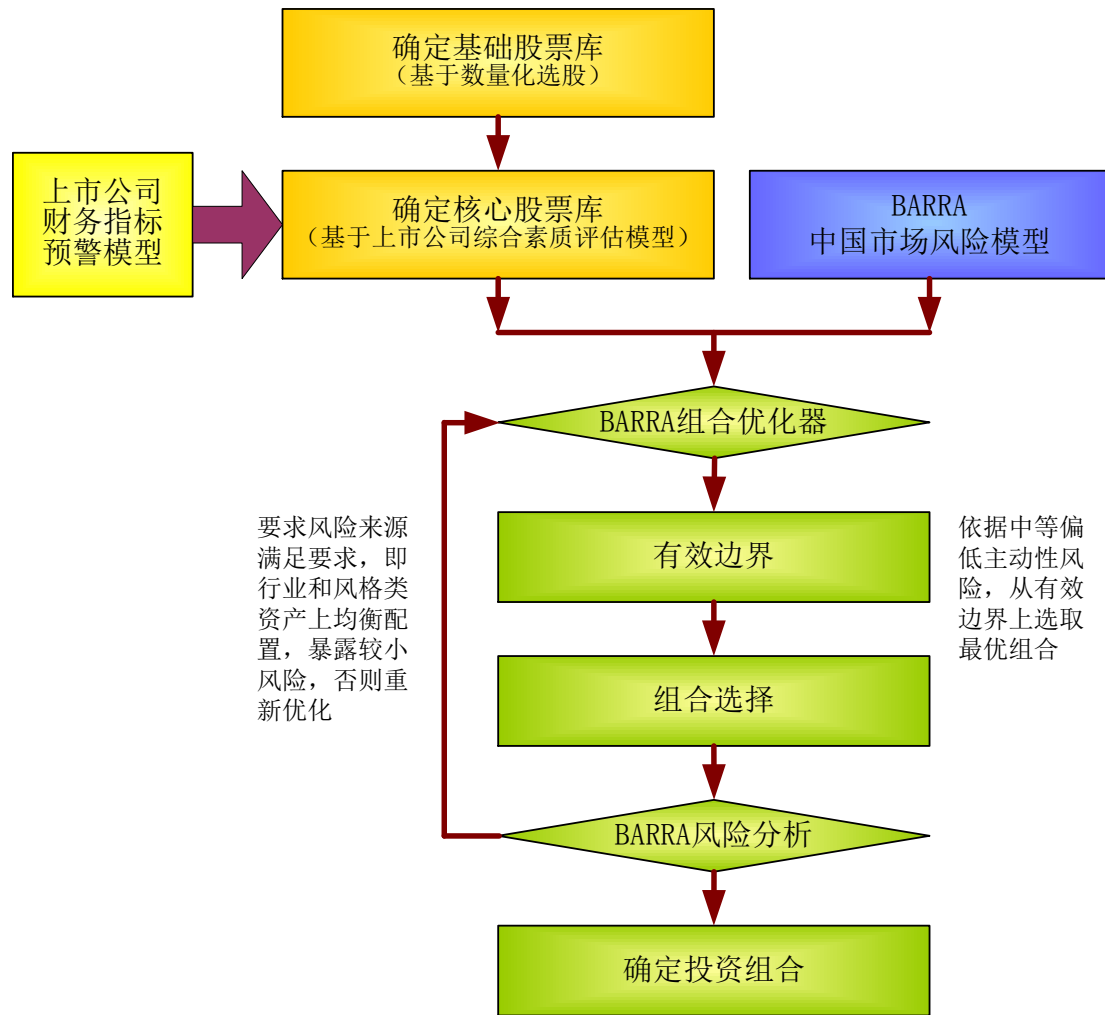 确定基础股票库
（基于数量化选股）
上市公司
财务指标
预警模型
确定核心股票库
（基于上市公司综合素质评估模型）
BARRA
中国市场风险模型
BARRA组合优化器
要求风险来源
满足要求，即
行业和风格类
资产上均衡配
置，暴露较小
风险，否则重
新优化
有效边界
依据中等偏
低主动性风
险，从有效
边界上选取
最优组合
组合选择
BARRA风险分析
确定投资组合